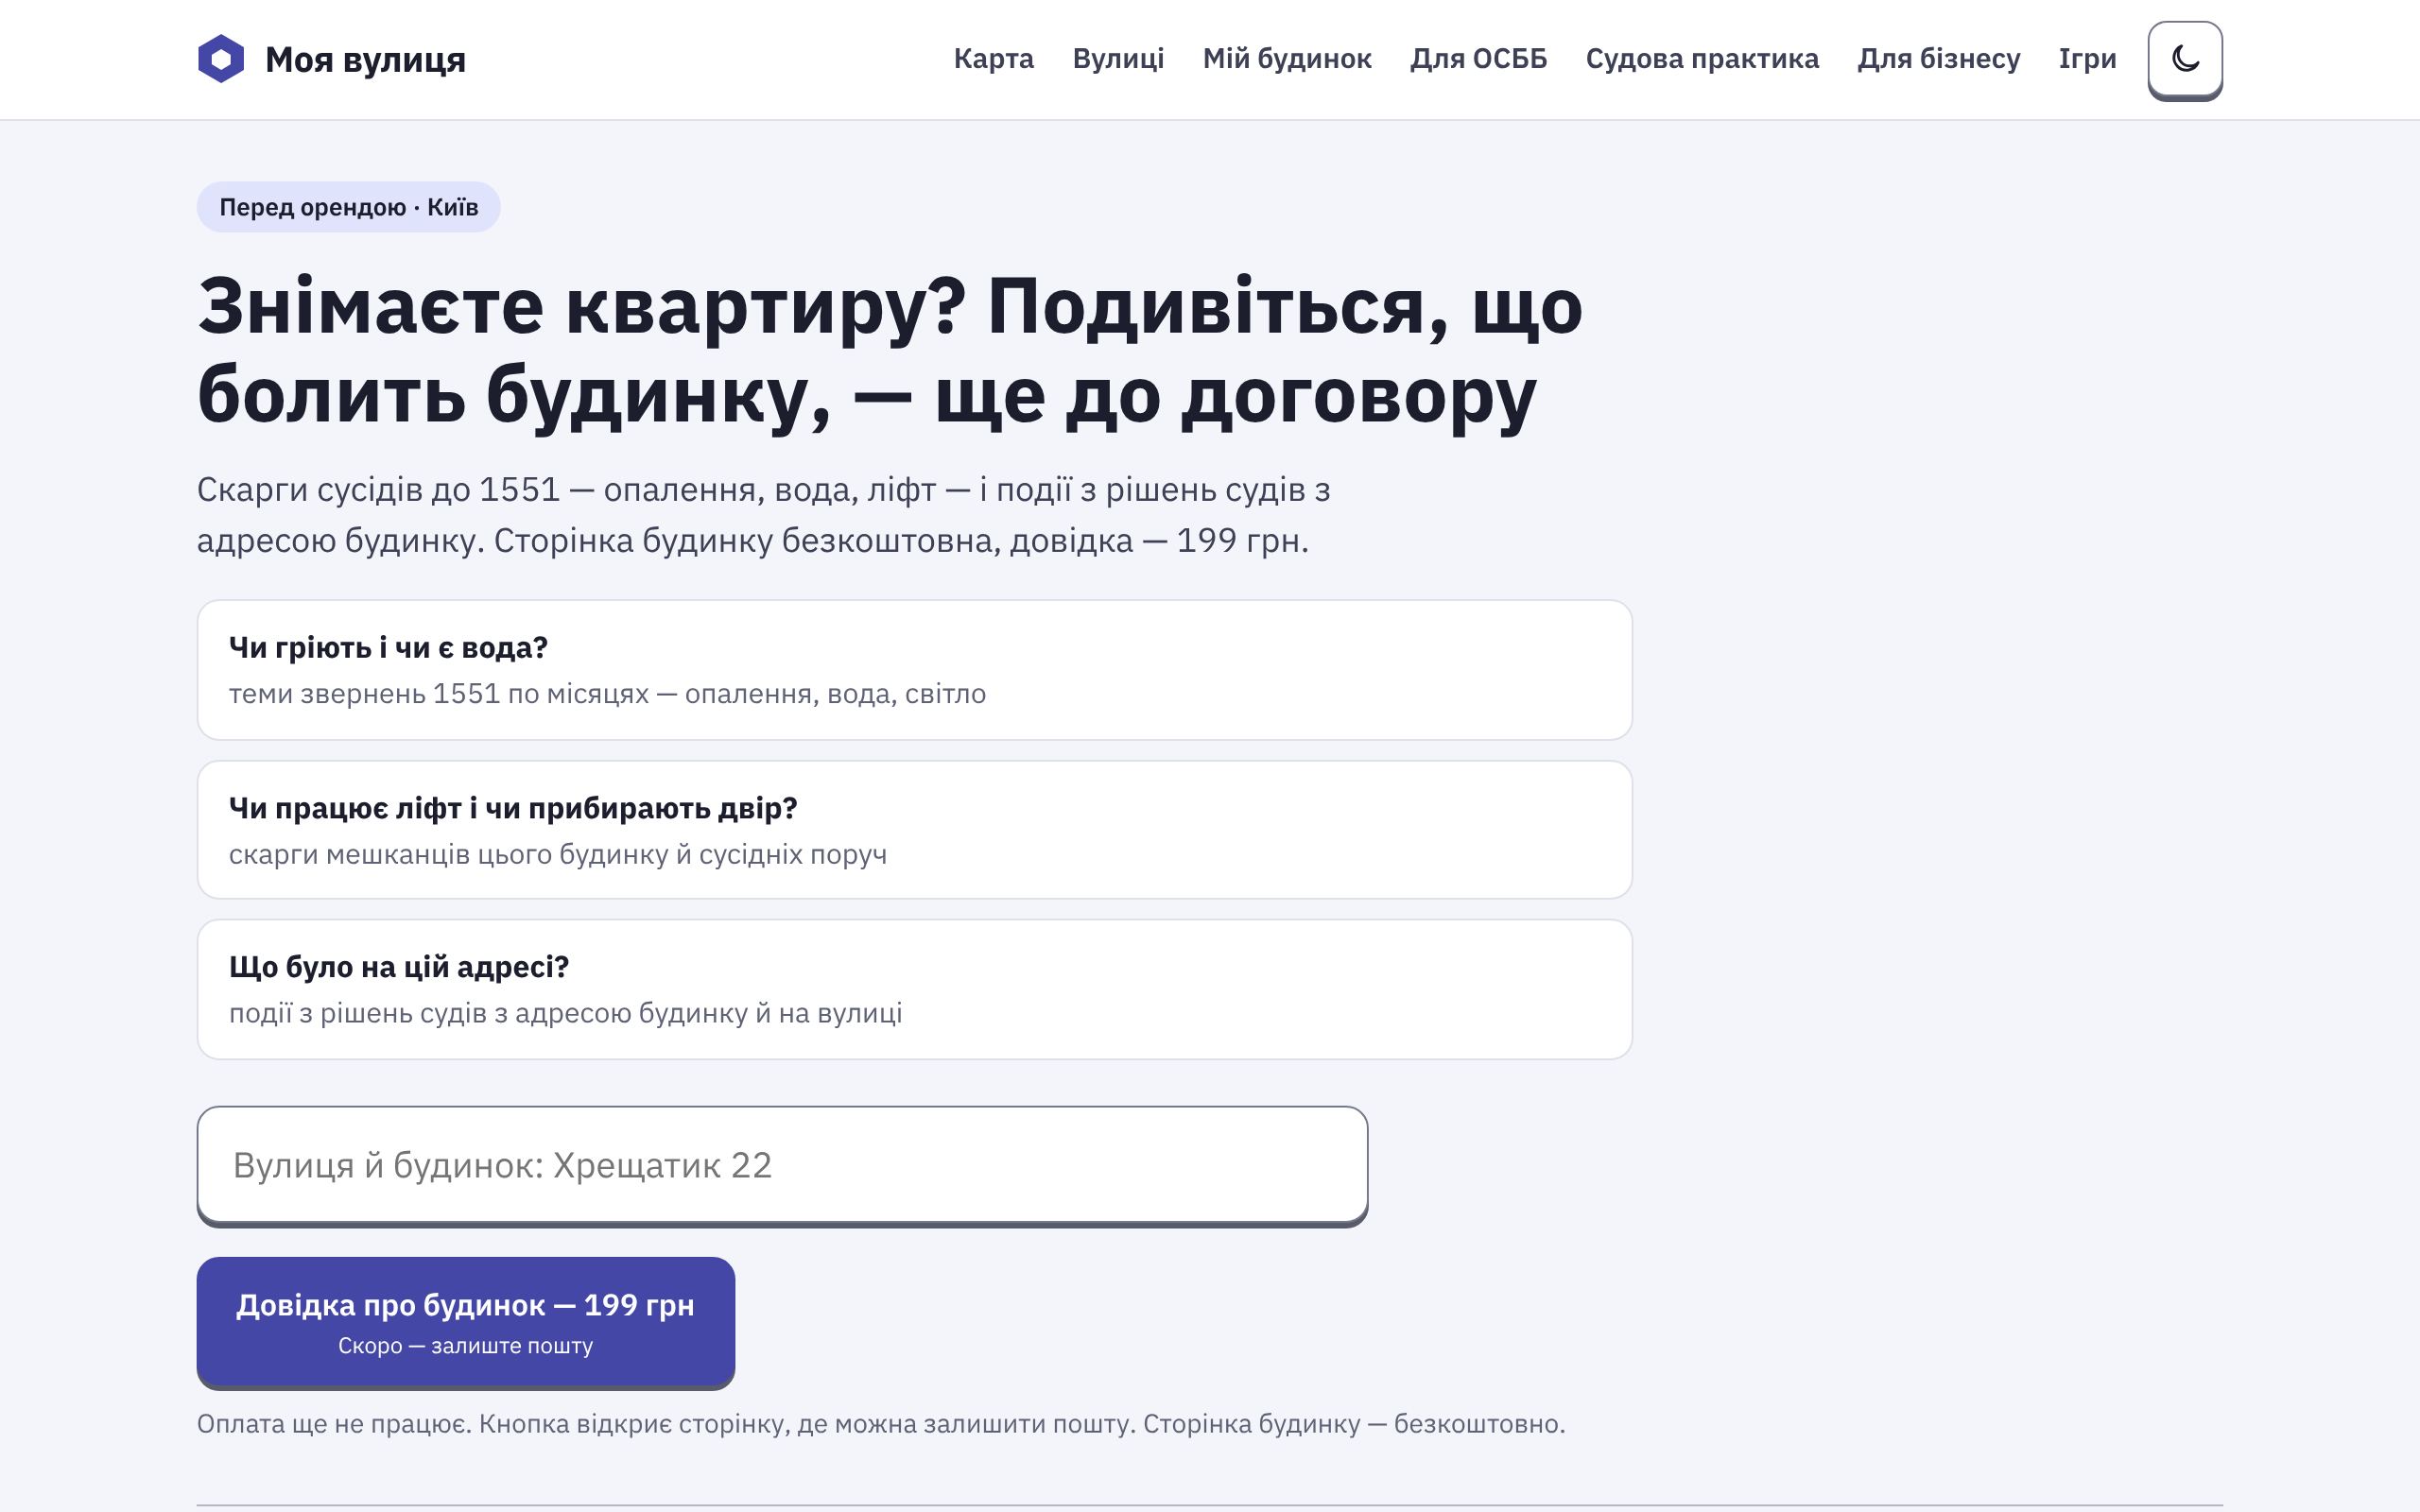 Моя вулиця
Карта
Вулиці
Мій будинок
Для ОСББ
Судова практика
Для бізнесу
Ігри
Перед орендою · Київ
Знімаєте квартиру? Подивіться, що
болить будинку, — ще до договору
Скарги сусідів до 1551 — опалення, вода, ліфт — і події з рішень судів з
адресою будинку. Сторінка будинку безкоштовна, довідка — 199 грн.
Чи гріють і чи є вода?
теми звернень 1551 по місяцях — опалення, вода, світло
Чи працює ліфт і чи прибирають двір?
скарги мешканців цього будинку й сусідніх поруч
Що було на цій адресі?
події з рішень судів з адресою будинку й на вулиці
Вулиця й будинок: Хрещатик 22
Довідка про будинок — 199 грн
Скоро — залиште пошту
Оплата ще не працює. Кнопка відкриє сторінку, де можна залишити пошту. Сторінка будинку — безкоштовно.